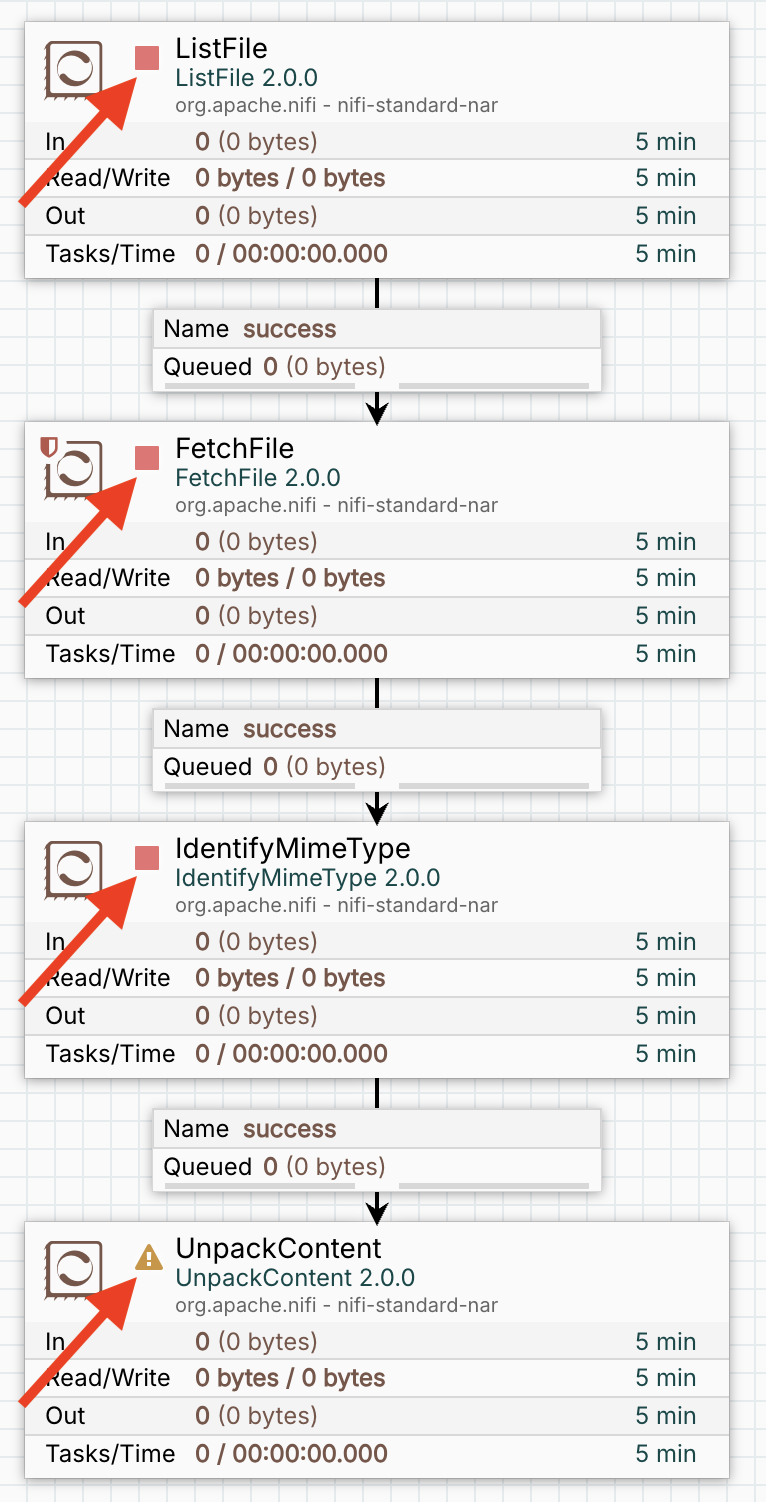 ListFile
ListFile 2.0.0
org.apache.nifi - nifi-standard-nar
In 0 (0 bytes) 5 min
Read/Write 0 bytes / 0 bytes 5 min
Out 0 (0 bytes) 5 min
Tasks/Time 0 / 00:00:00.000 5 min
Name success
Queued 0 (0 bytes)
FetchFile
FetchFile 2.0.0
org.apache.nifi - nifi-standard-nar
In 0 (0 bytes) 5 min
Read/Write 0 bytes / 0 bytes 5 min
Out 0 (0 bytes) 5 min
Tasks/Time 0 / 00:00:00.000 5 min
Name success
Queued 0 (0 bytes)
IdentifyMimeType
IdentifyMimeType 2.0.0
org.apache.nifi - nifi-standard-nar
In 0 (0 bytes) 5 min
Read/Write 0 bytes / 0 bytes 5 min
Out 0 (0 bytes) 5 min
Tasks/Time 0 / 00:00:00.000 5 min
Name success
Queued 0 (0 bytes)
UnpackContent
UnpackContent 2.0.0
org.apache.nifi - nifi-standard-nar
In 0 (0 bytes) 5 min
Read/Write 0 bytes / 0 bytes 5 min
Out 0 (0 bytes) 5 min
Tasks/Time 0 / 00:00:00.000 5 min